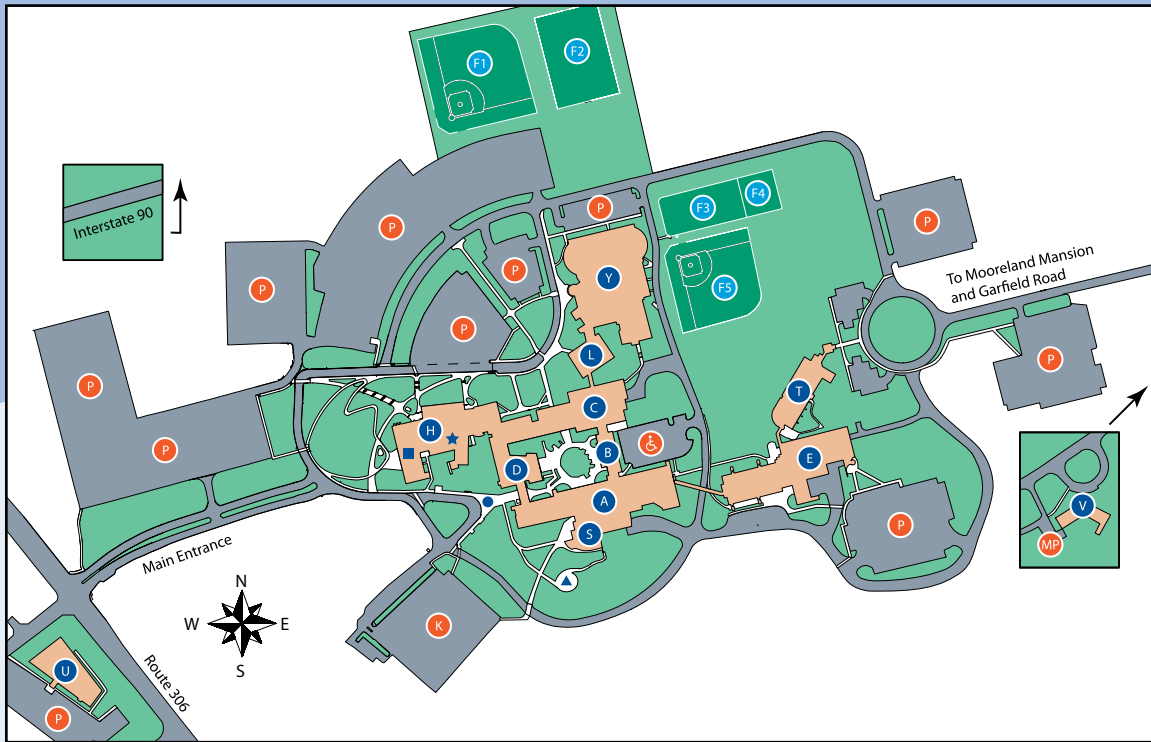 F1
F2
Interstate 90
P
F3
F4
P
P
P
Y
P
F5
P
To Mooreland Mansion
and Garfield Road
P
L
P
P
T
C
H
P
B
E
D
A
V
P
S
MP
Main Entrance
N
W
E
S
K
Route 306
U
P